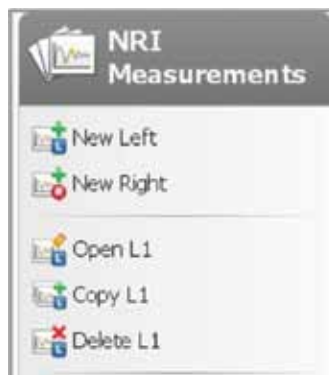 NRI
Measurements
New Left
New Right
Open L1
Copy L1
Delete L1